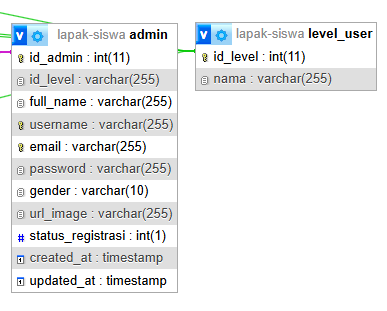 lapak-siswa admin
id_admin : int(11)
id_level : varchar(255)
full_name : varchar(255)
username : varchar(255)
email : varchar(255)
password : varchar(255)
gender : varchar(10)
url_image : varchar(255)
# status_registrasi : int(1)
created_at : timestamp
updated_at : timestamp
lapak-siswa level_user
id_level : int(11)
nama : varchar(255)